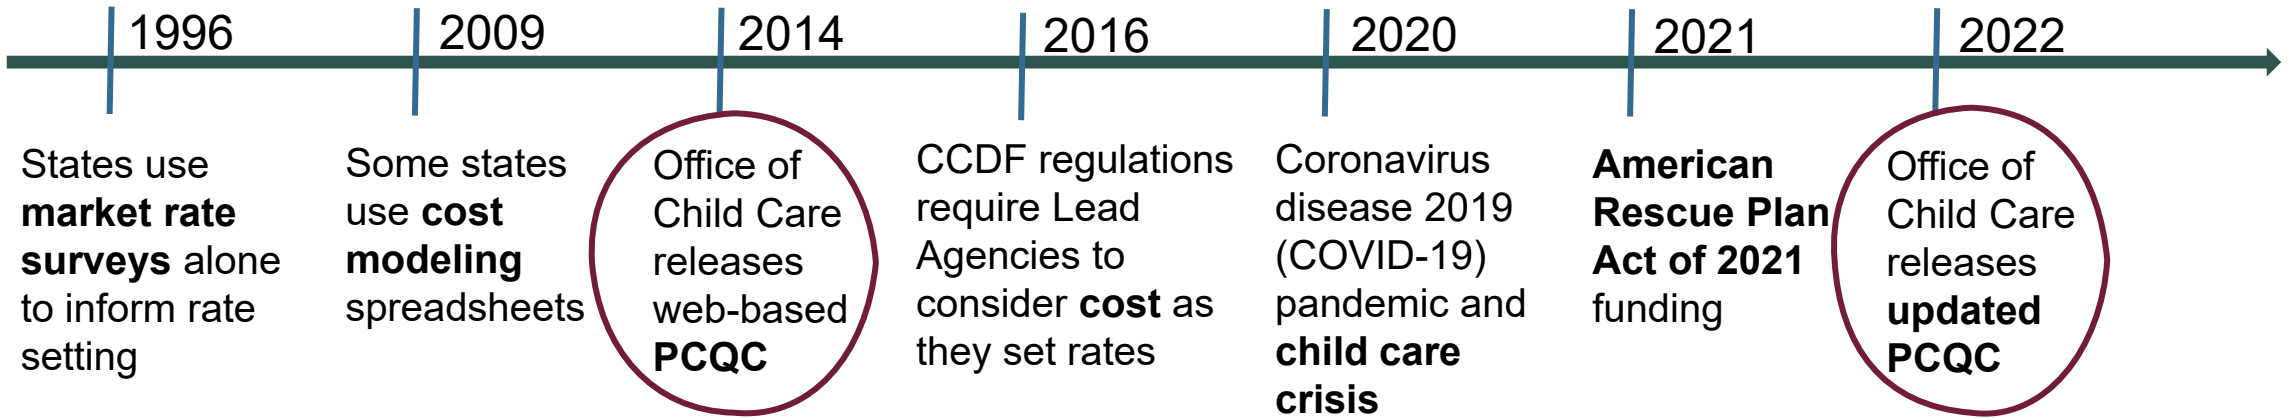 1996
States use
market rate
surveys alone
to inform rate
setting
2009
Some states
use cost
modeling
spreadsheets
2014
Office of
Child Care
releases
web-based
PCQC
2016
CCDF regulations
require Lead
Agencies to
consider cost as
they set rates
2020
Coronavirus
disease 2019
(COVID-19)
pandemic and
child care
crisis
2021
American
Rescue Plan
Act of 2021
funding
2022
Office of
Child Care
releases
updated
PCQC